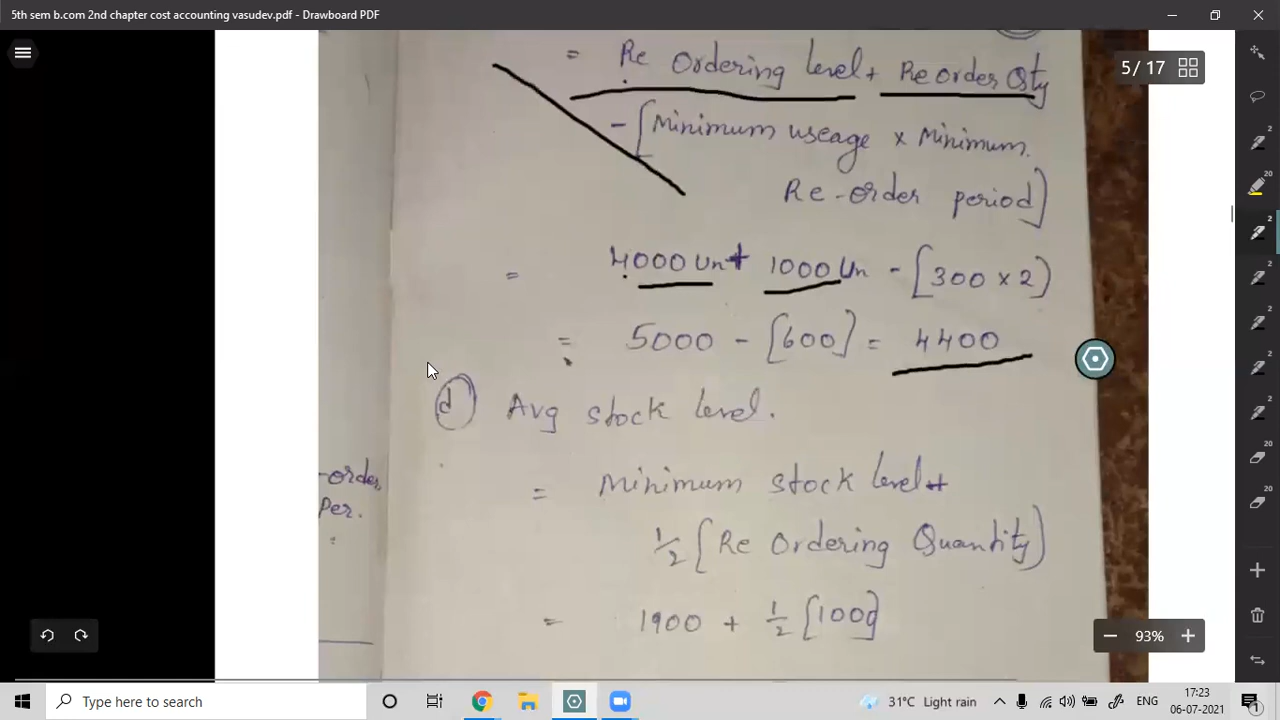 5th sem b.com 2nd chapter cost accounting vasudev.pdf - Drawboard PDF
5 / 17
= Re Ordering level + Reorder Qty
- [Minimum useage × Minimum.
Re-order period]
= 4000 Un + 1000 Un - [300 × 2)
= 5000 - [600] = 4400
d) Avg stock level.
= Minimum stock level +
1/2 [Re Ordering Quantity)
= 1900 + 1/2 [1000]
-order
Per.
93%
Type here to search
31°C Light rain
ENG
17:23
06-07-2021